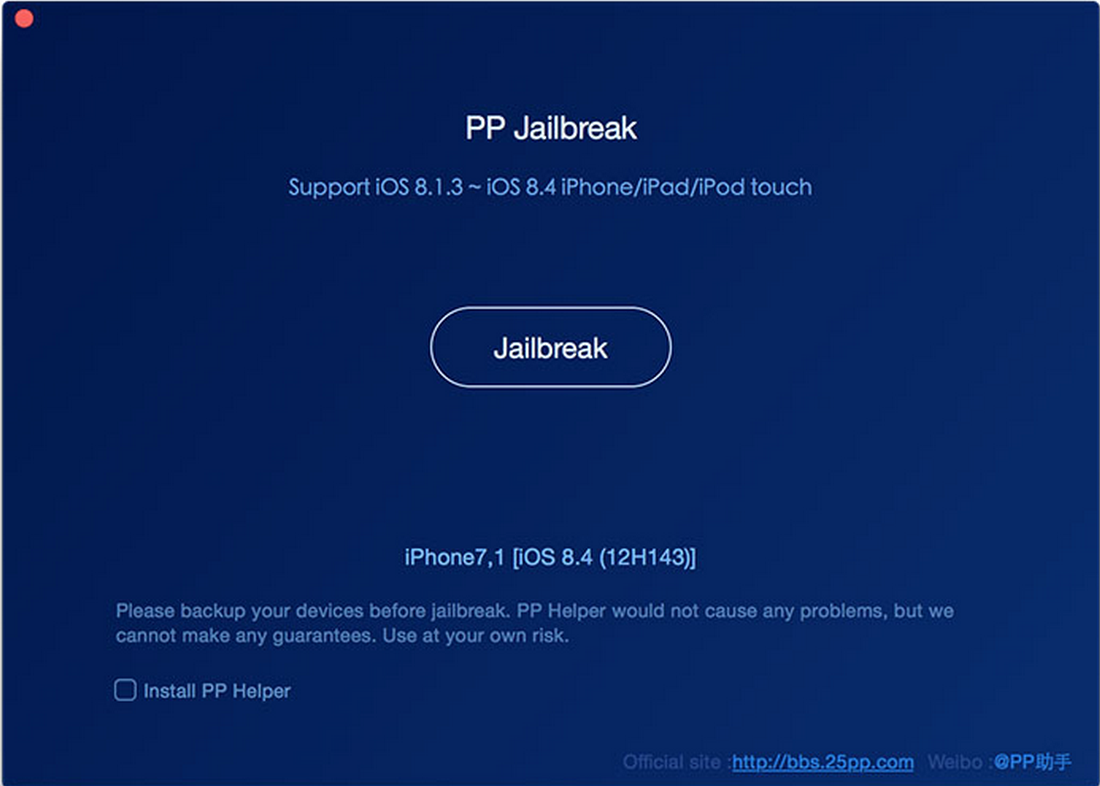 PP Jailbreak
Support iOS 8.1.3 ~ iOS 8.4 iPhone/iPad/iPod touch
Jailbreak
iPhone7,1 [iOS 8.4 (12H143)]
Please backup your devices before jailbreak. PP Helper would not cause any problems, but we
cannot make any guarantees. Use at your own risk.
Install PP Helper
Official site :http://bbs.25pp.com Weibo :@PP助手